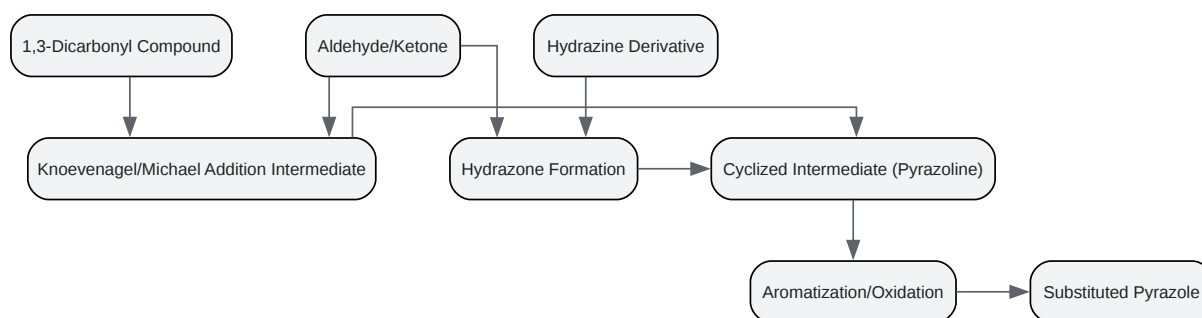 1,3-Dicarbonyl Compound
Aldehyde/Ketone
Hydrazine Derivative
Knoevenagel/Michael Addition Intermediate
Hydrazone Formation
Cyclized Intermediate (Pyrazoline)
Aromatization/Oxidation
Substituted Pyrazole